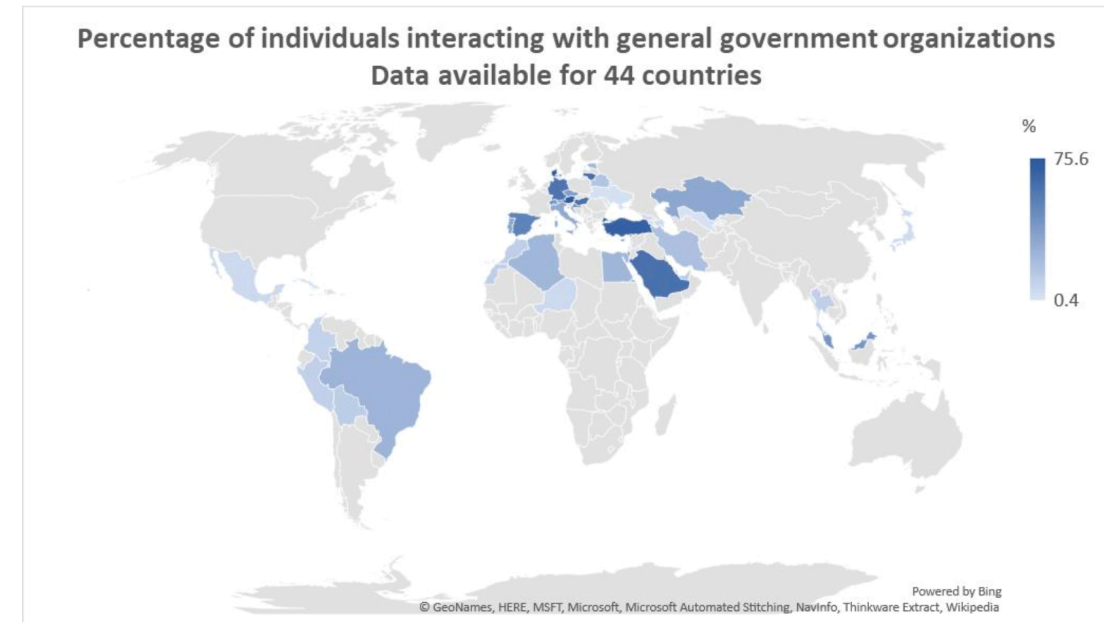 Percentage of individuals interacting with general government organizations
Data available for 44 countries
%
75.6
0.4
Powered by Bing
© GeoNames, HERE, MSFT, Microsoft, Microsoft Automated Stitching, NavInfo, Thinkware Extract, Wikipedia